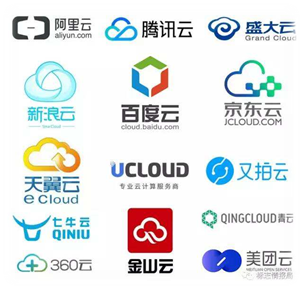 阿里云
aliyun.com
腾讯云
盛大云
Grand Cloud
新浪云
百度云
cloud.baidu.com
京东云
JCLOUD.COM
天翼云
e Cloud
UCLOUD
专业云计算服务商
又拍云
七牛云
QINIU
金山云
QINGCLOUD青云
360云
美团云
MEITUAN OPEN SERVICES